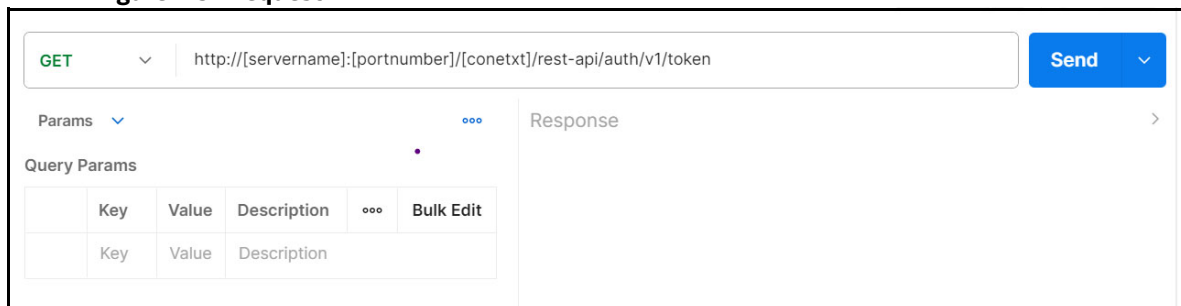 GET http://[servername]:[portnumber]/[conetxt]/rest-api/auth/v1/token Send
Params
Response
Query Params
Key Value Description Bulk Edit
Key Value Description